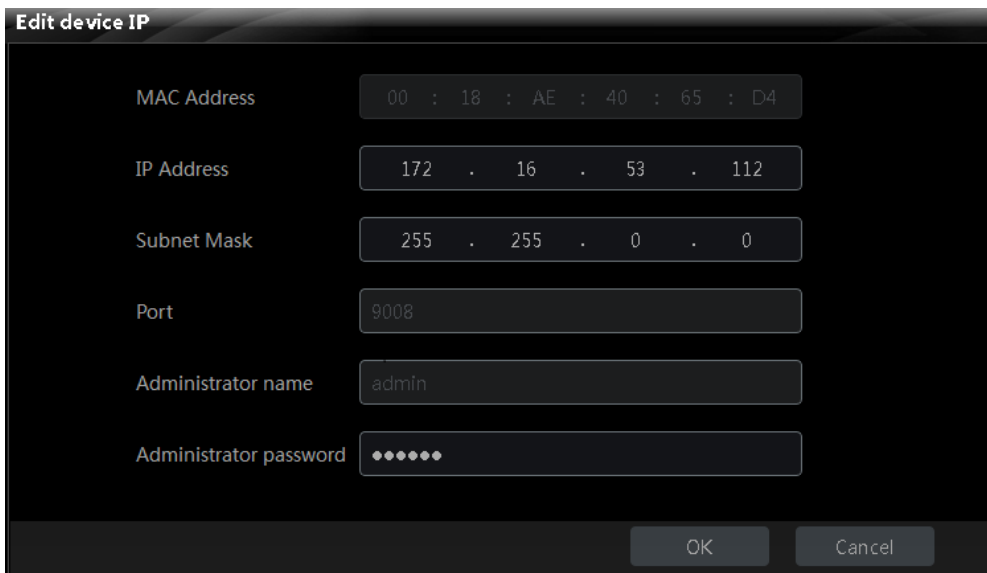 Edit device IP
MAC Address 00 : 18 : AE : 40 : 65 : D4
IP Address 172 . 16 . 53 . 112
Subnet Mask 255 . 255 . 0 . 0
Port 9008
Administrator name admin
Administrator password ●●●●●●
OK Cancel